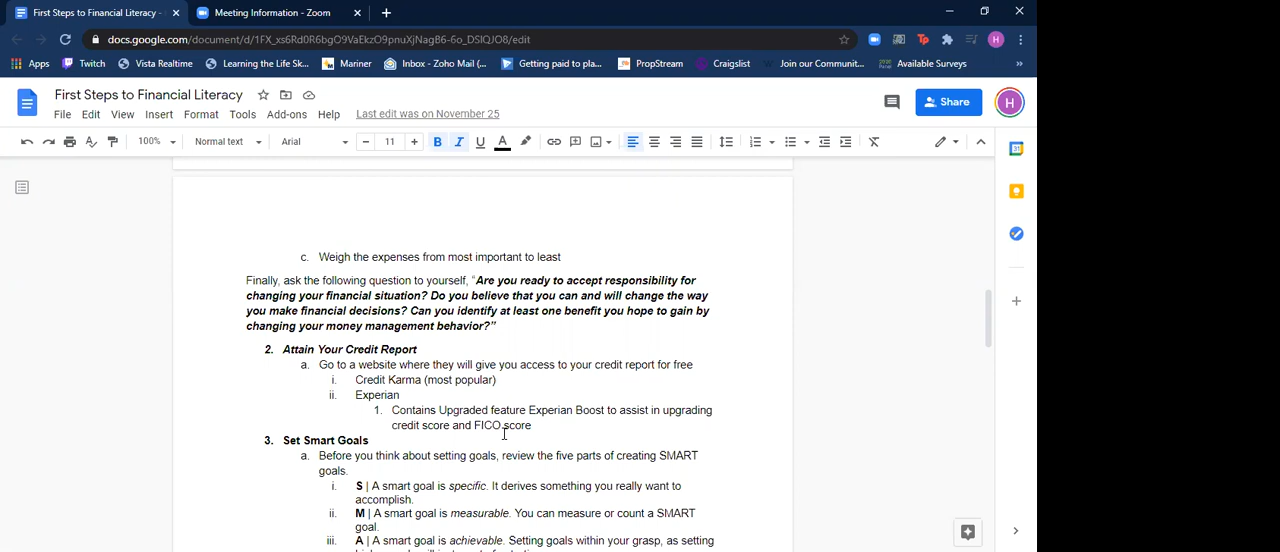 First Steps to Financial Literacy -
Meeting Information - Zoom
docs.google.com/document/d/1FX_xs6Rd0R6bgO9VaEkzO9pnuXjNagB6-6o_DSIQJO8/edit
Apps Twitch Vista Realtime Learning the Life Sk... Mariner Inbox - Zoho Mail (... Getting paid to pla... PropStream Craigslist Join our Communit... Available Surveys »
First Steps to Financial Literacy
File Edit View Insert Format Tools Add-ons Help Last edit was on November 25
Share
H
100% Normal text Arial 11 B I U A
c. Weigh the expenses from most important to least
Finally, ask the following question to yourself, "Are you ready to accept responsibility for
changing your financial situation? Do you believe that you can and will change the way
you make financial decisions? Can you identify at least one benefit you hope to gain by
changing your money management behavior?"
2. Attain Your Credit Report
a. Go to a website where they will give you access to your credit report for free
i. Credit Karma (most popular)
ii. Experian
1. Contains Upgraded feature Experian Boost to assist in upgrading
credit score and FICO score
3. Set Smart Goals
a. Before you think about setting goals, review the five parts of creating SMART
goals.
i. S | A smart goal is specific. It derives something you really want to
accomplish.
ii. M | A smart goal is measurable. You can measure or count a SMART
goal.
iii. A | A smart goal is achievable. Setting goals within your grasp, as setting